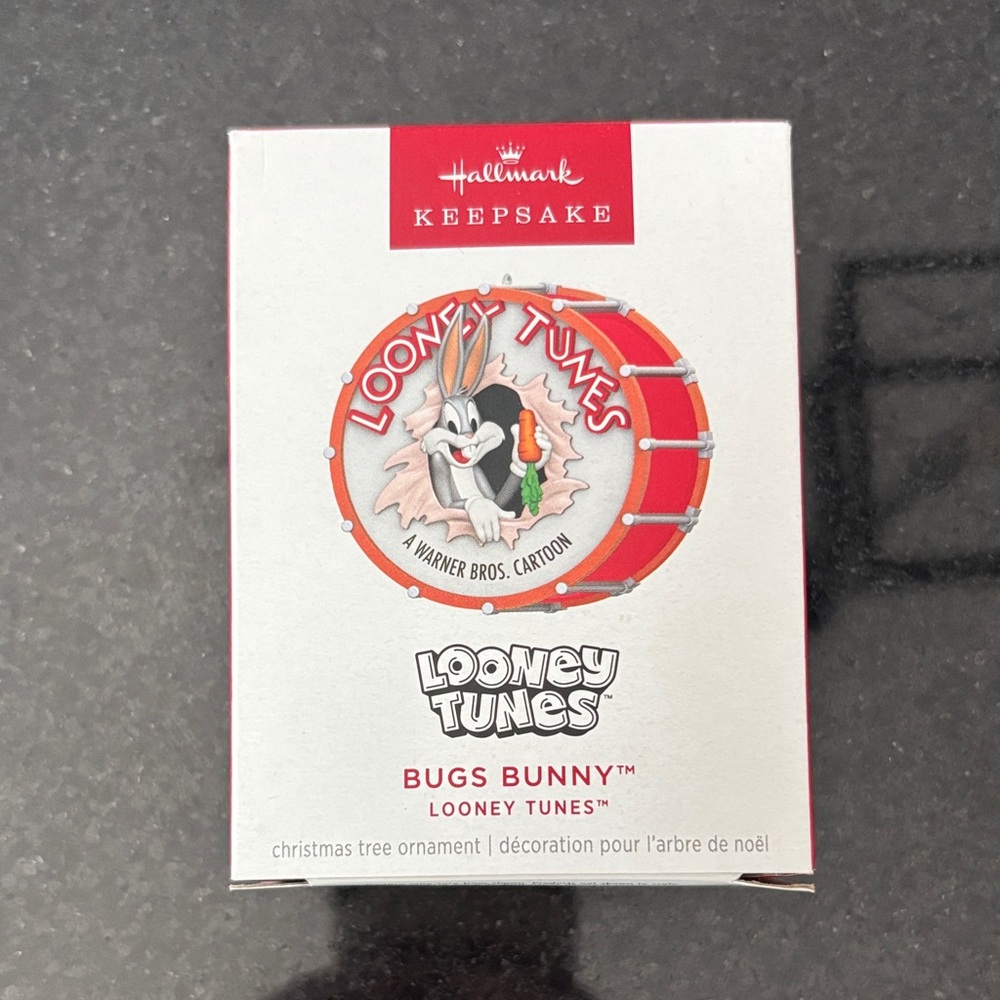 Hallmark
KEEPSAKE
LOONEY TUNES
A WARNER BROS. CARTOON
LOONEY
TUNES™
BUGS BUNNY™
LOONEY TUNES™
christmas tree ornament | décoration pour l'arbre de noël